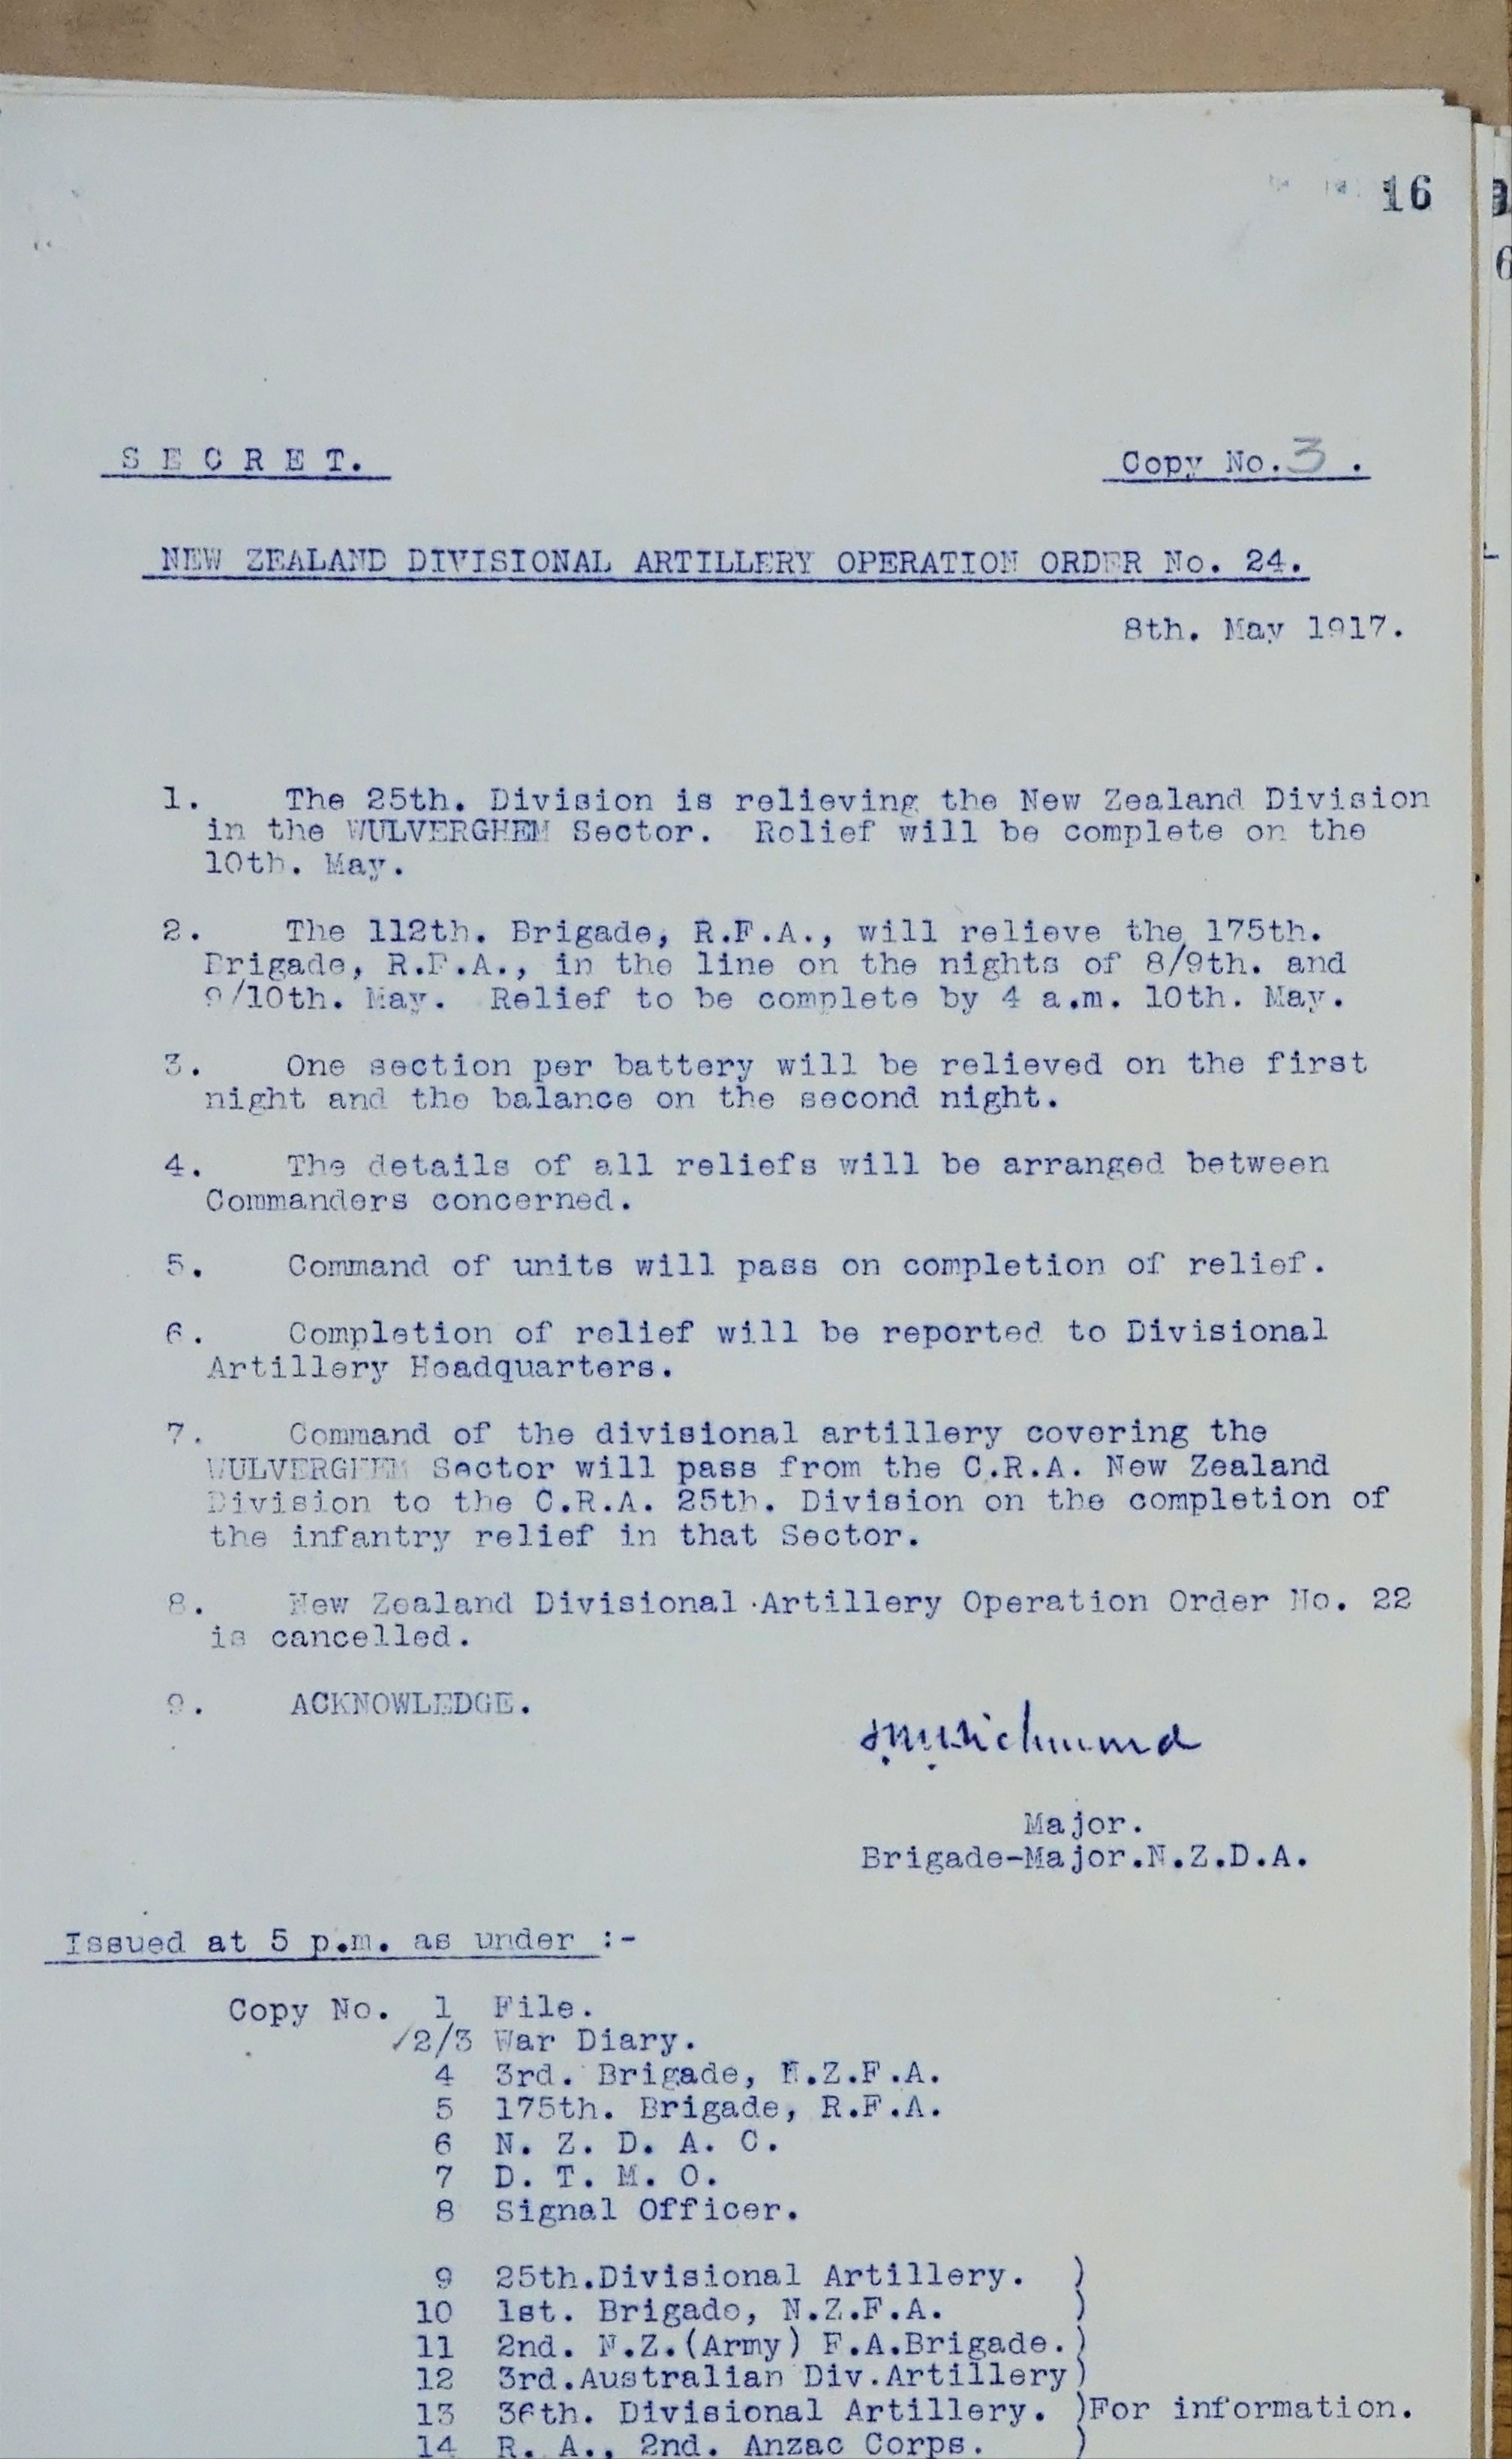 16
S E C R E T.
Copy No. 3 .
NEW ZEALAND DIVISIONAL ARTILLERY OPERATION ORDER No. 24.
8th. May 1917.
1. The 25th. Division is relieving the New Zealand Division
in the WULVERGHEM Sector. Relief will be complete on the
10th. May.
2. The 112th. Brigade, R.F.A., will relieve the 175th.
Brigade, R.F.A., in the line on the nights of 8/9th. and
9/10th. May. Relief to be complete by 4 a.m. 10th. May.
3. One section per battery will be relieved on the first
night and the balance on the second night.
4. The details of all reliefs will be arranged between
Commanders concerned.
5. Command of units will pass on completion of relief.
6. Completion of relief will be reported to Divisional
Artillery Headquarters.
7. Command of the divisional artillery covering the
WULVERGHEM Sector will pass from the C.R.A. New Zealand
Division to the C.R.A. 25th. Division on the completion of
the infantry relief in that Sector.
8. New Zealand Divisional Artillery Operation Order No. 22
is cancelled.
9. ACKNOWLEDGE.
Richmond
Major.
Brigade-Major.N.Z.D.A.
Issued at 5 p.m. as under :-
Copy No. 1 File.
/2/3 War Diary.
4 3rd. Brigade, N.Z.F.A.
5 175th. Brigade, R.F.A.
6 N. Z. D. A. C.
7 D. T. M. O.
8 Signal Officer.
9 25th.Divisional Artillery. )
10 1st. Brigade, N.Z.F.A. )
11 2nd. N.Z.(Army) F.A.Brigade.)
12 3rd.Australian Div.Artillery)
13 36th. Divisional Artillery. )For information.
14 R. A., 2nd. Anzac Corps. )